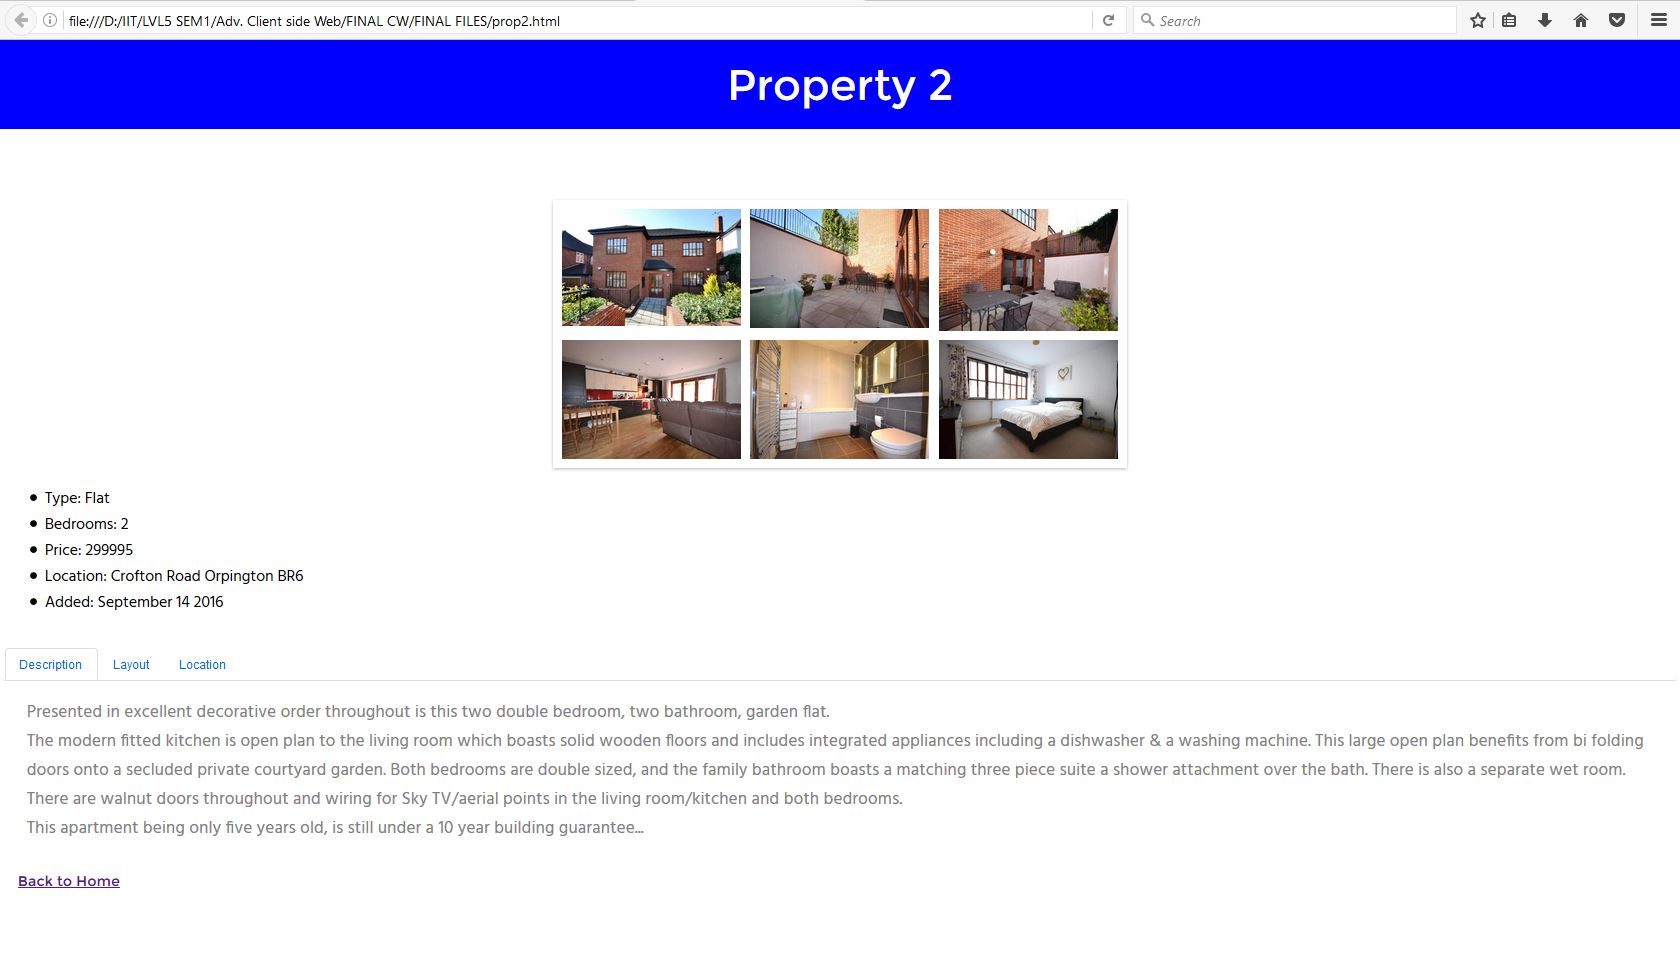 file:///D:/IIT/LVL5 SEM1/Adv. Client side Web/FINAL CW/FINAL FILES/prop2.html
Search
Property 2
Type: Flat
Bedrooms: 2
Price: 299995
Location: Crofton Road Orpington BR6
Added: September 14 2016
Description Layout Location
Presented in excellent decorative order throughout is this two double bedroom, two bathroom, garden flat.
The modern fitted kitchen is open plan to the living room which boasts solid wooden floors and includes integrated appliances including a dishwasher & a washing machine. This large open plan benefits from bi folding
doors onto a secluded private courtyard garden. Both bedrooms are double sized, and the family bathroom boasts a matching three piece suite a shower attachment over the bath. There is also a separate wet room.
There are walnut doors throughout and wiring for Sky TV/aerial points in the living room/kitchen and both bedrooms.
This apartment being only five years old, is still under a 10 year building guarantee...
Back to Home